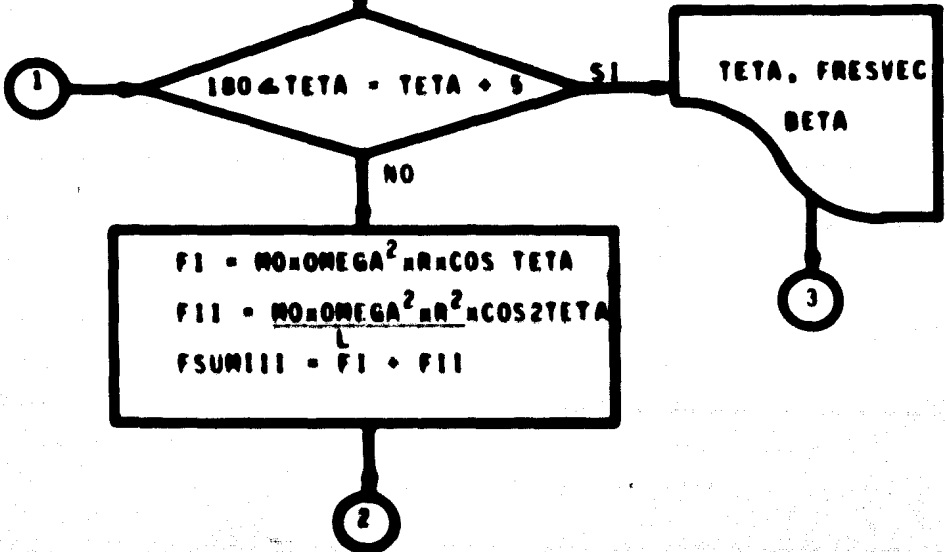 1
180 < TETA = TETA + 5
SI
TETA, FRESVEC
BETA
NO
FI = MO×OMEGA²×R×COS TETA
FII = MO×OMEGA²×R²×COS2TETA
L
FSUMIII = FI + FII
3
2